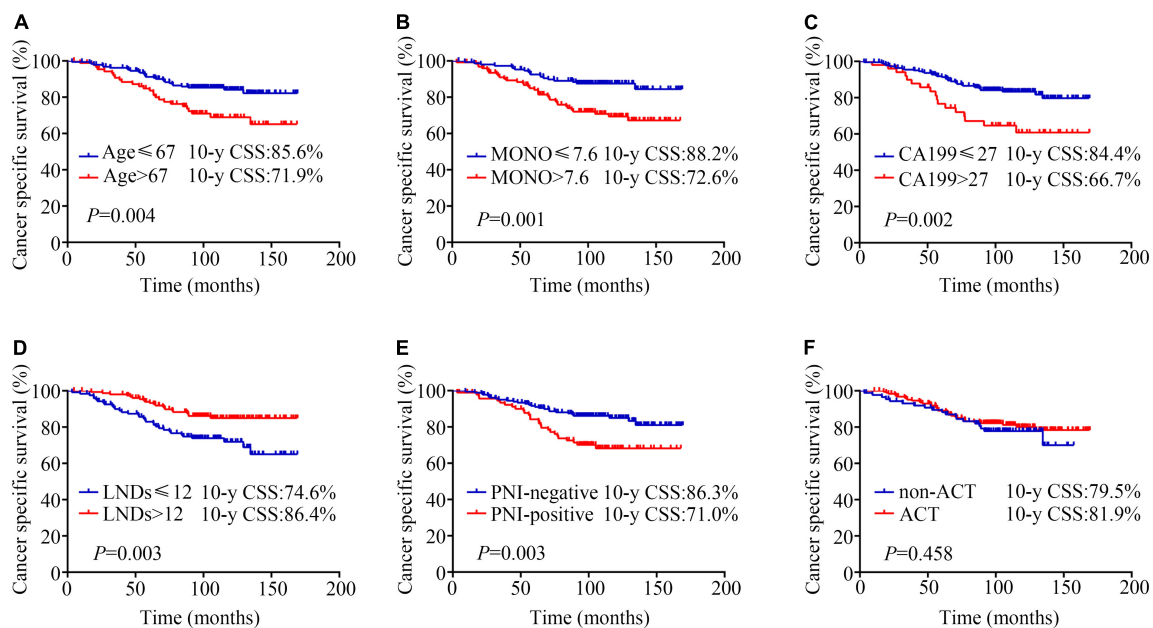 A
Cancer specific survival (%)
100
80
60
40
20
0
Age≤67 10-y CSS:85.6%
Age>67 10-y CSS:71.9%
P=0.004
0 50 100 150 200
Time (months)
B
Cancer specific survival (%)
100
80
60
40
20
0
MONO≤7.6 10-y CSS:88.2%
MONO>7.6 10-y CSS:72.6%
P=0.001
0 50 100 150 200
Time (months)
C
Cancer specific survival (%)
100
80
60
40
20
0
CA199≤27 10-y CSS:84.4%
CA199>27 10-y CSS:66.7%
P=0.002
0 50 100 150 200
Time (months)
D
Cancer specific survival (%)
100
80
60
40
20
0
LNDs≤12 10-y CSS:74.6%
LNDs>12 10-y CSS:86.4%
P=0.003
0 50 100 150 200
Time (months)
E
Cancer specific survival (%)
100
80
60
40
20
0
PNI-negative 10-y CSS:86.3%
PNI-positive 10-y CSS:71.0%
P=0.003
0 50 100 150 200
Time (months)
F
Cancer specific survival (%)
100
80
60
40
20
0
non-ACT 10-y CSS:79.5%
ACT 10-y CSS:81.9%
P=0.458
0 50 100 150 200
Time (months)